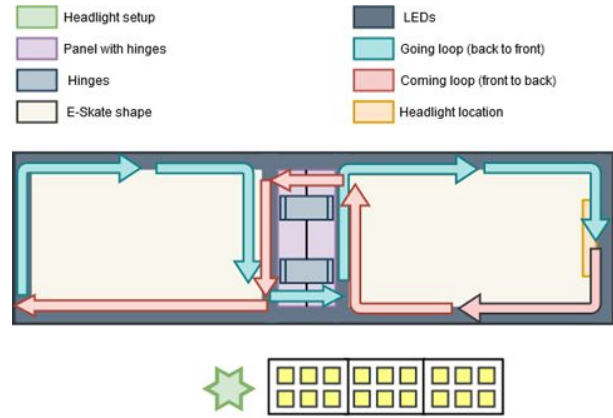 Headlight setup
Panel with hinges
Hinges
E-Skate shape
LEDs
Going loop (back to front)
Coming loop (front to back)
Headlight location